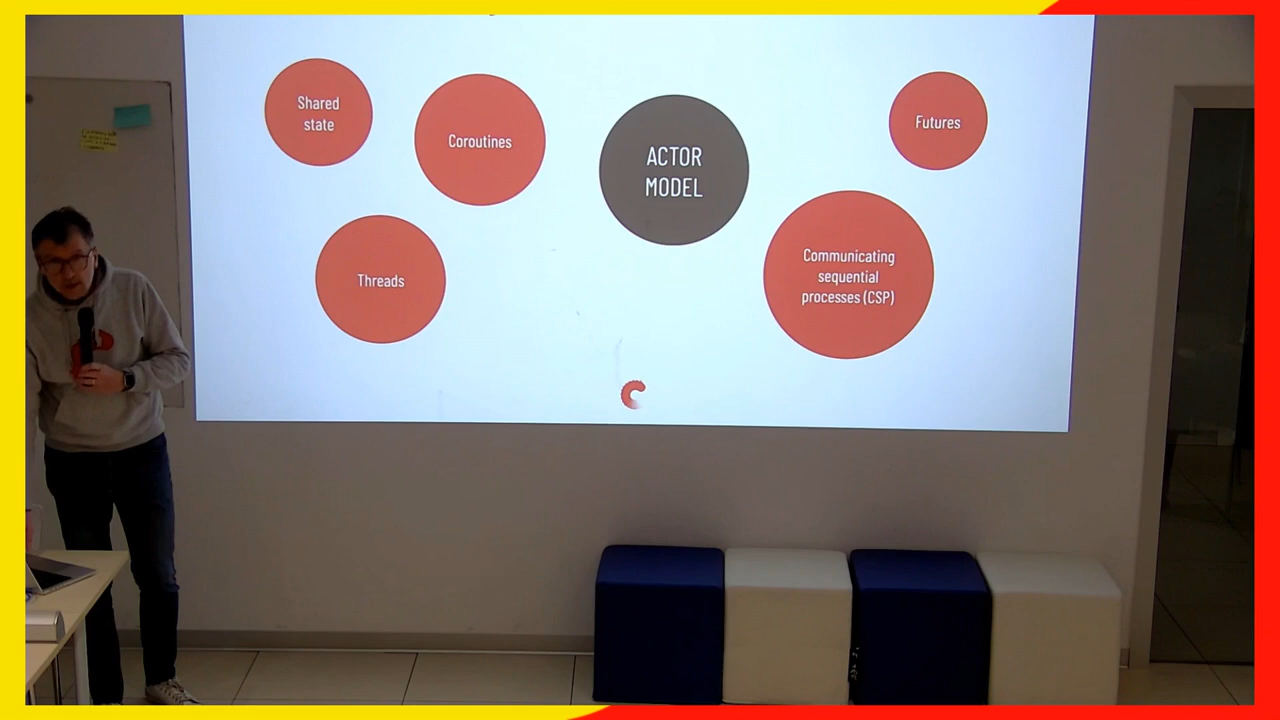 Shared
state
Coroutines
ACTOR
MODEL
Futures
Threads
Communicating
sequential
processes (CSP)